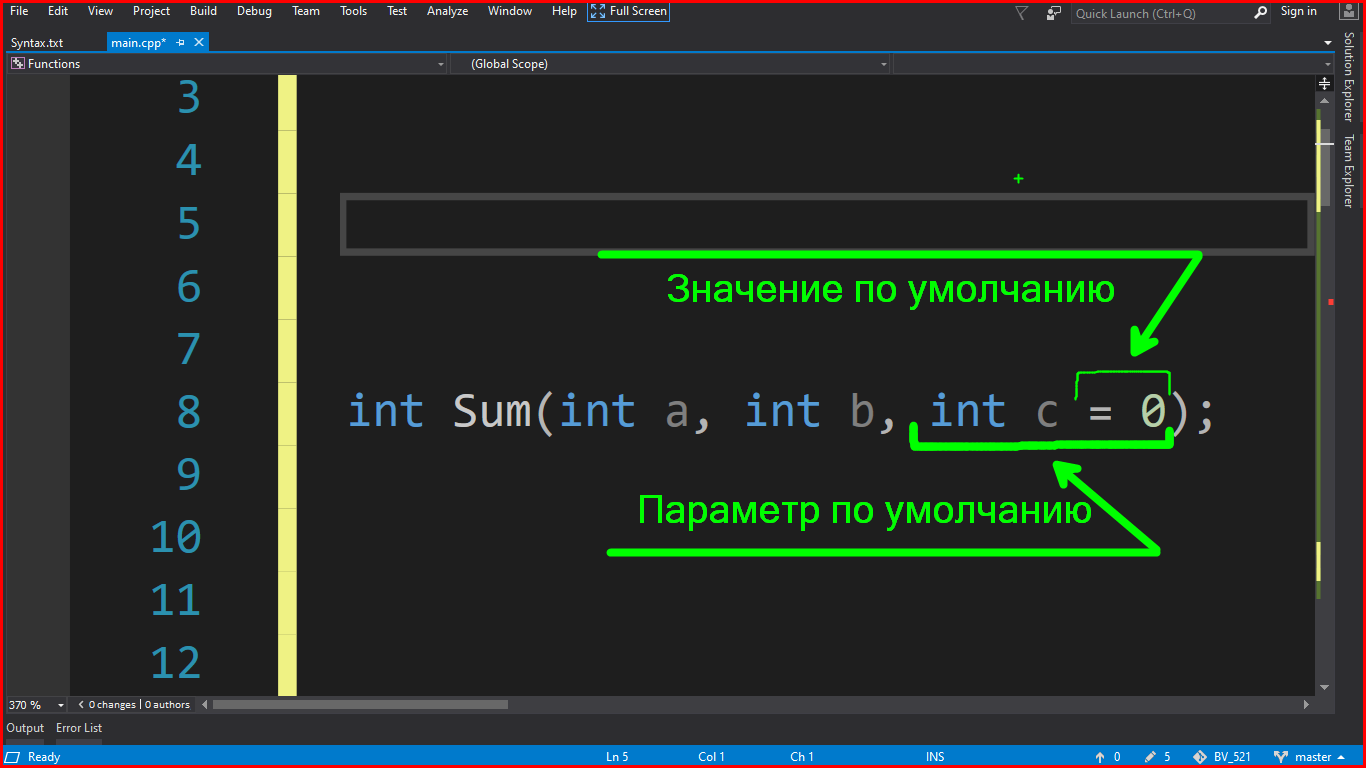 File Edit View Project Build Debug Team Tools Test Analyze Window Help Full Screen Quick Launch (Ctrl+Q) Sign in
Syntax.txt main.cpp*
Functions (Global Scope)
Solution Explorer
Team Explorer
3
4
5
6
Значение по умолчанию
7
8 int Sum(int a, int b, int c = 0);
9
Параметр по умолчанию
10
11
12
370 % 0 changes | 0 authors
Output Error List
Ready Ln 5 Col 1 Ch 1 INS 0 5 BV_521 master